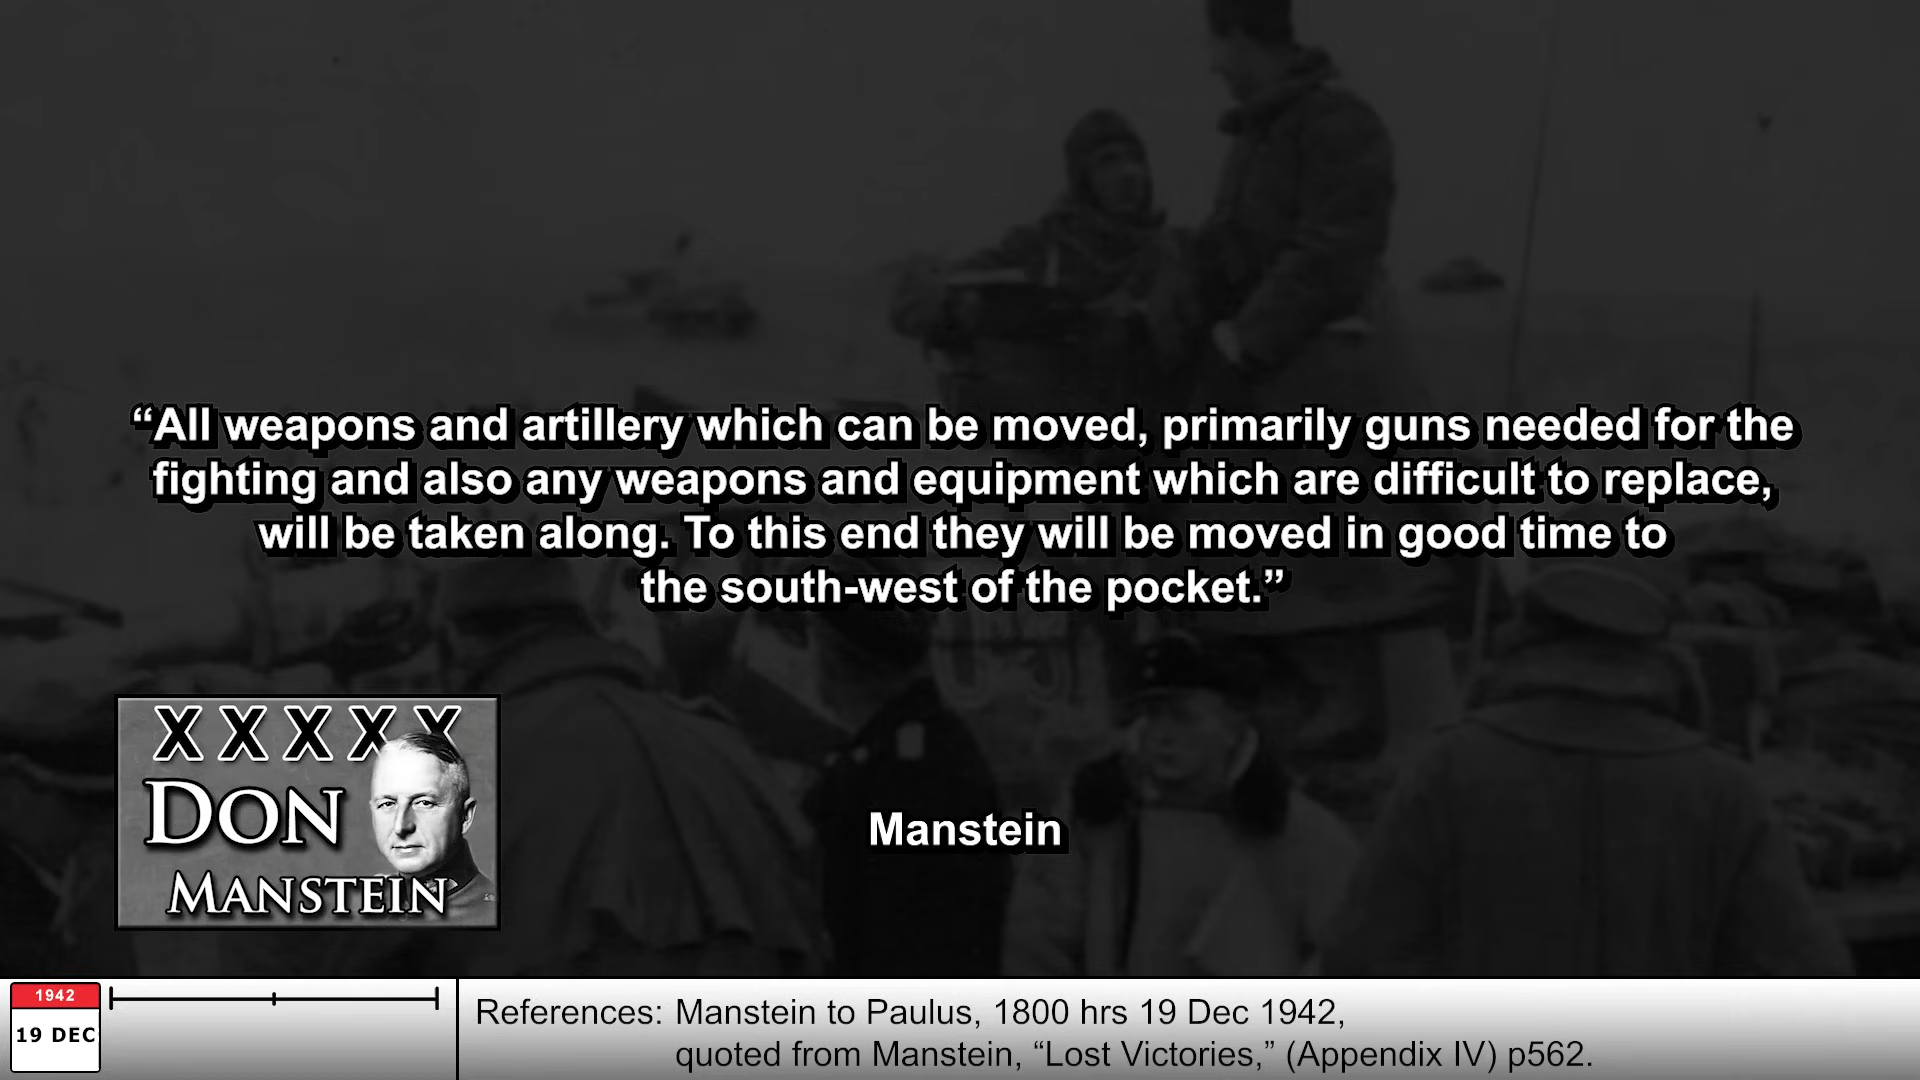 “All weapons and artillery which can be moved, primarily guns needed for the
fighting and also any weapons and equipment which are difficult to replace,
will be taken along. To this end they will be moved in good time to
the south-west of the pocket.”
XXXXX
DON
MANSTEIN
Manstein
1942
19 DEC
References: Manstein to Paulus, 1800 hrs 19 Dec 1942,
quoted from Manstein, “Lost Victories,” (Appendix IV) p562.